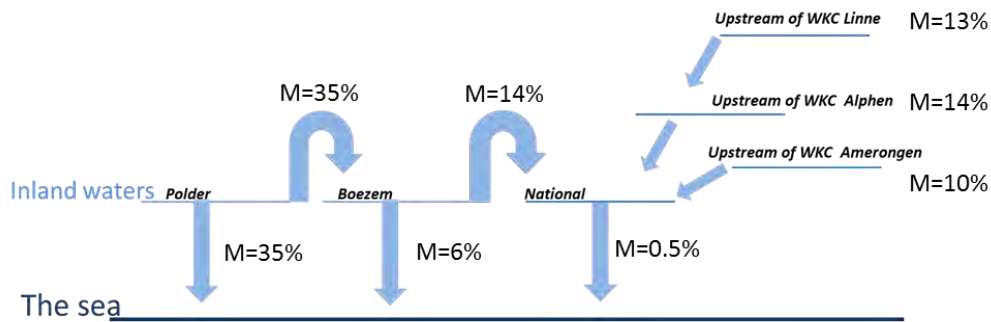 Upstream of WKC Linne
M=13%
M=35%
M=14%
Upstream of WKC Alphen
M=14%
Upstream of WKC Amerongen
M=10%
Inland waters
Polder
Boezem
National
M=35%
M=6%
M=0.5%
The sea